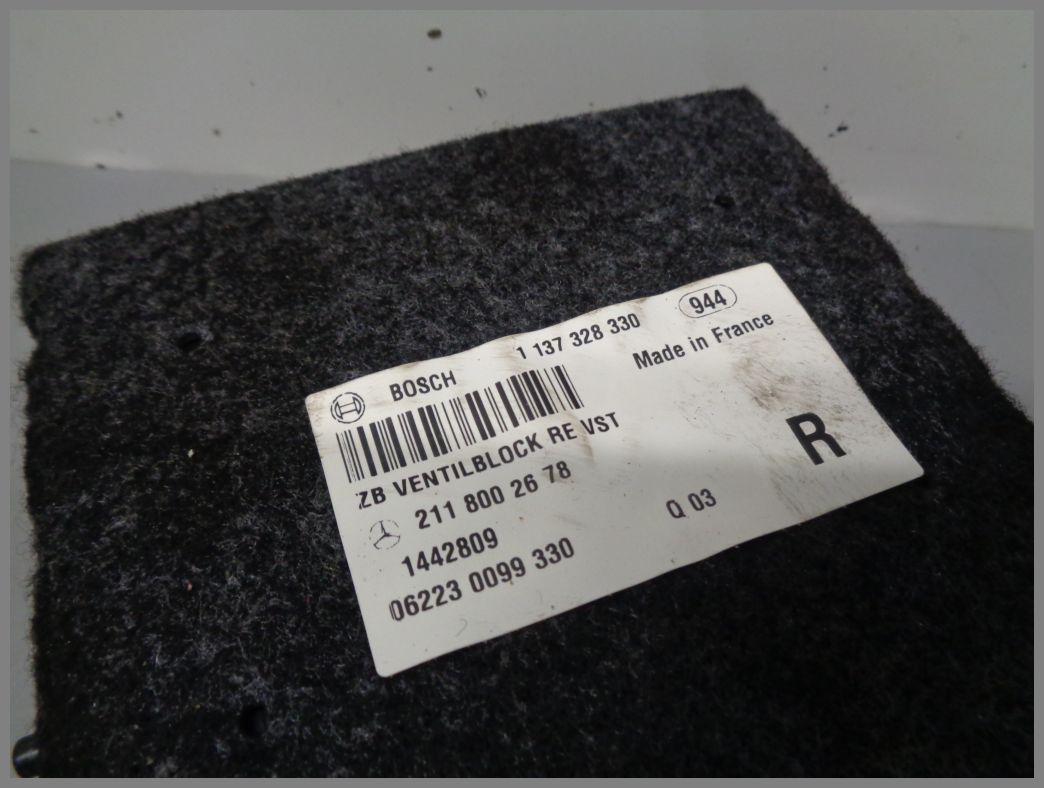 944
BOSCH 1 137 328 330
Made in France
ZB VENTILBLOCK RE VST
R
211 800 26 78
1442809
Q 03
06223 0099 330